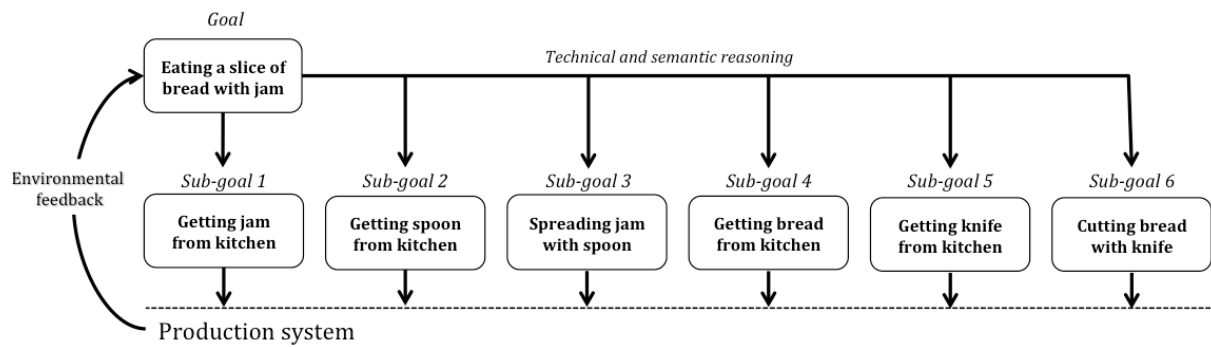 Goal
Eating a slice of
bread with jam
Technical and semantic reasoning
Environmental
feedback
Sub-goal 1
Getting jam
from kitchen
Sub-goal 2
Getting spoon
from kitchen
Sub-goal 3
Spreading jam
with spoon
Sub-goal 4
Getting bread
from kitchen
Sub-goal 5
Getting knife
from kitchen
Sub-goal 6
Cutting bread
with knife
Production system